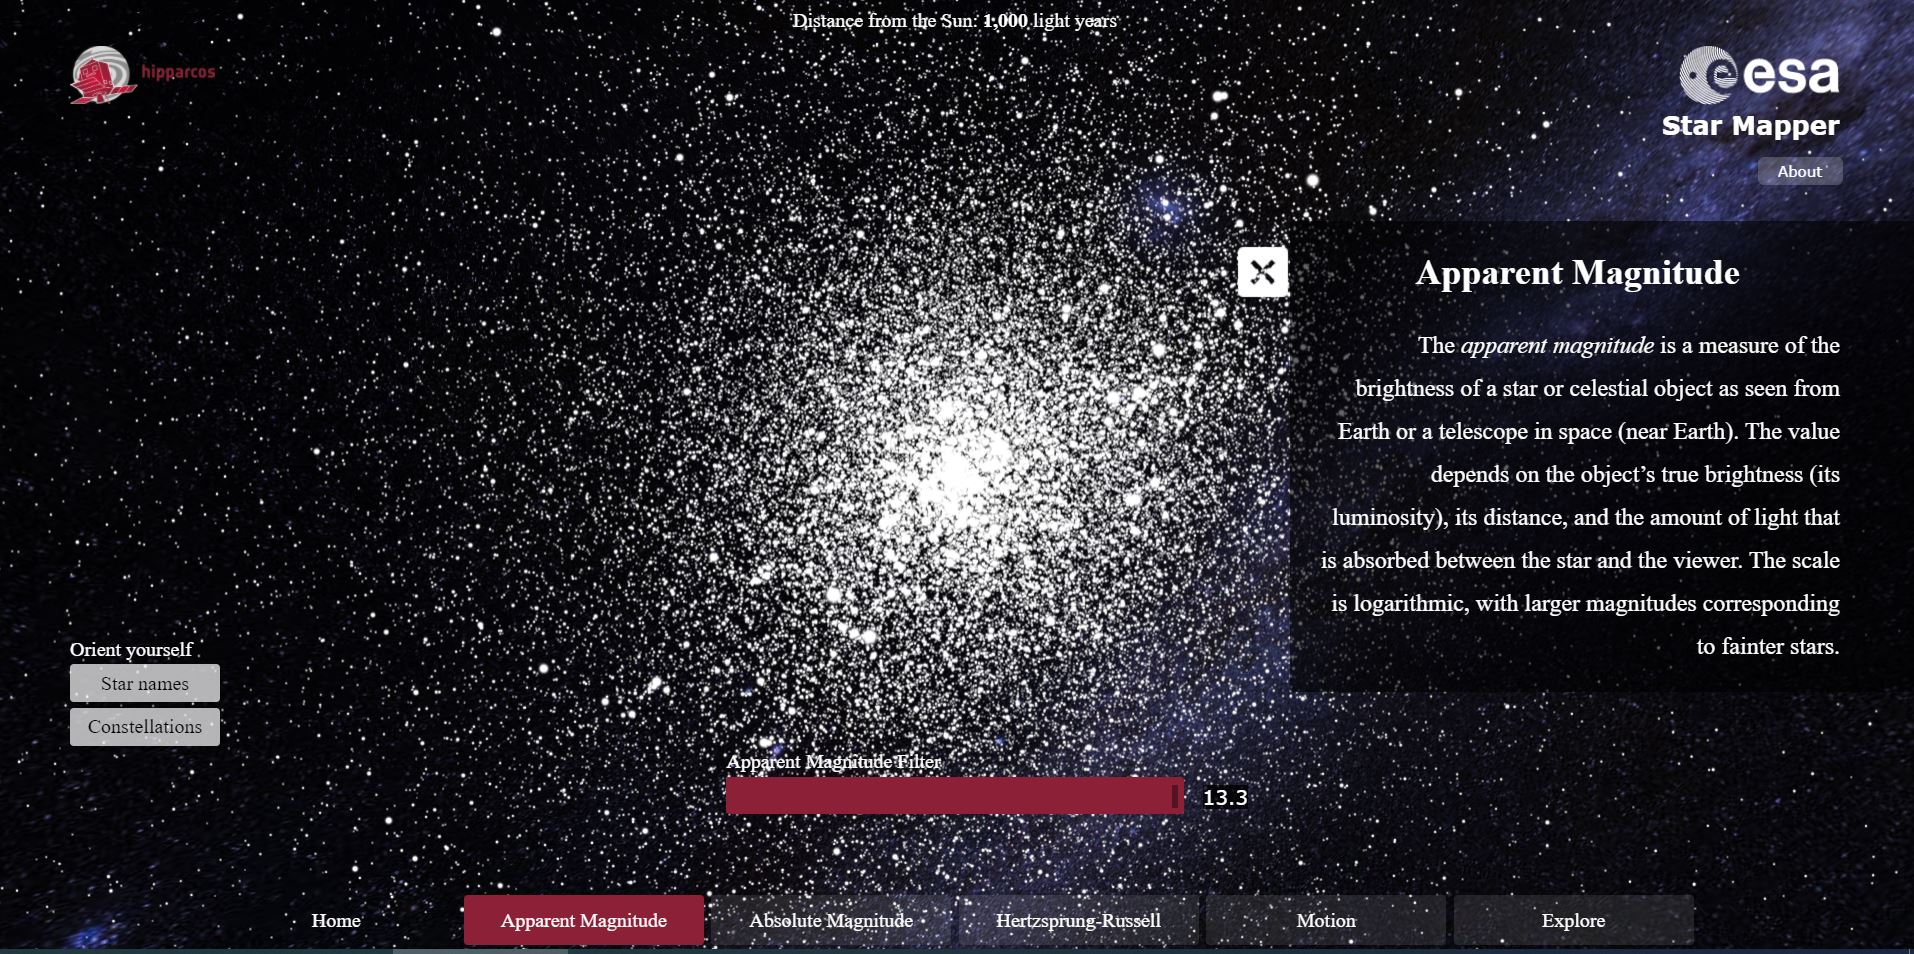 Distance from the Sun: 1,000 light years
hipparcos
esa
Star Mapper
About
Apparent Magnitude
The apparent magnitude is a measure of the
brightness of a star or celestial object as seen from
Earth or a telescope in space (near Earth). The value
depends on the object’s true brightness (its
luminosity), its distance, and the amount of light that
is absorbed between the star and the viewer. The scale
is logarithmic, with larger magnitudes corresponding
to fainter stars.
Orient yourself
Star names
Constellations
Apparent Magnitude Filter
13.3
Home
Apparent Magnitude
Absolute Magnitude
Hertzsprung-Russell
Motion
Explore